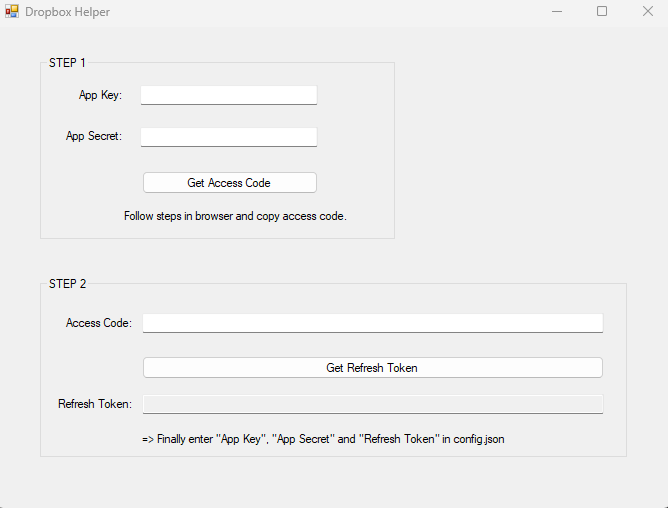 Dropbox Helper
STEP 1
App Key:
App Secret:
Get Access Code
Follow steps in browser and copy access code.
STEP 2
Access Code:
Get Refresh Token
Refresh Token:
=> Finally enter "App Key", "App Secret" and "Refresh Token" in config.json